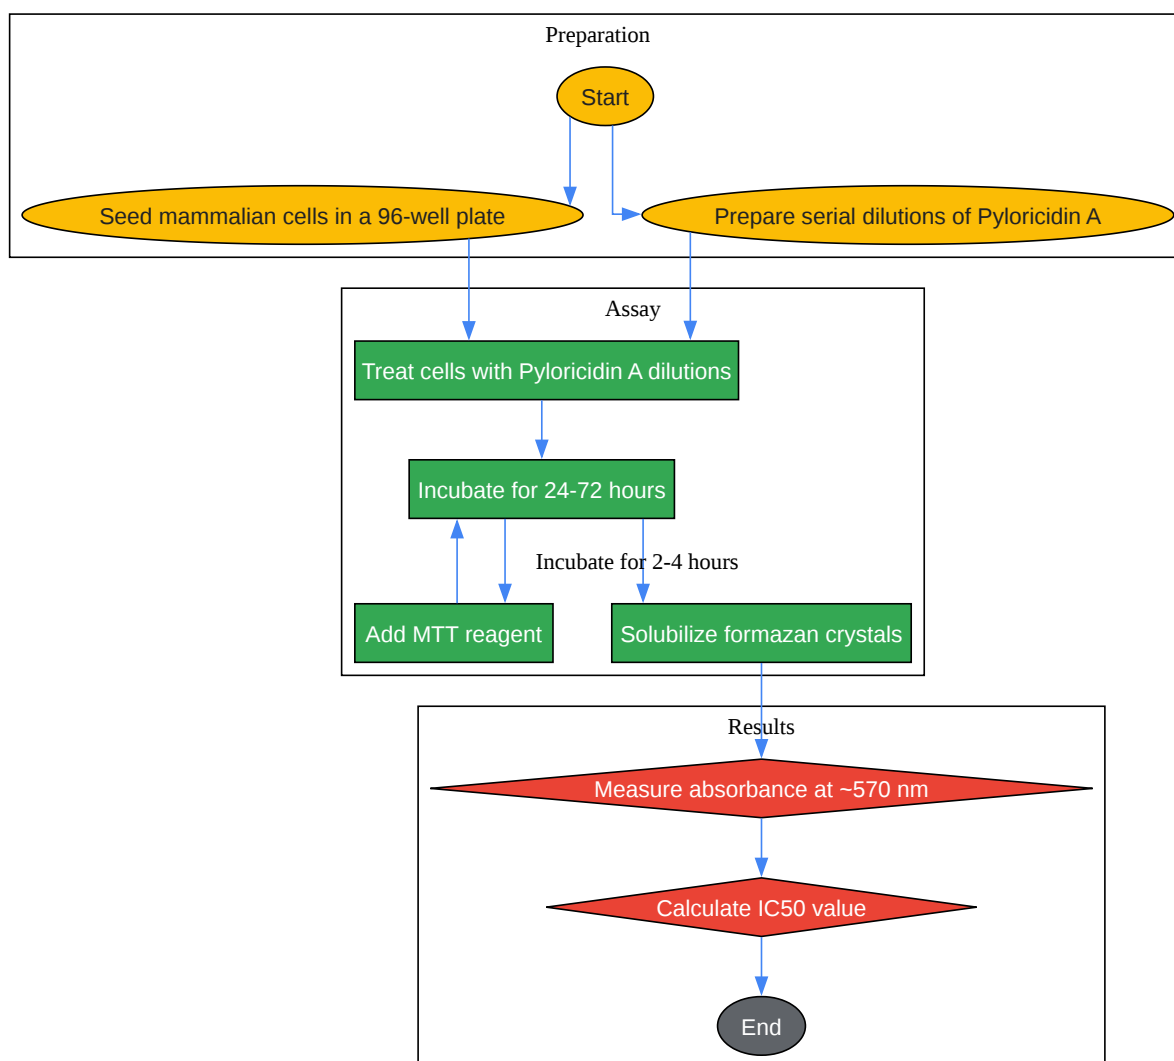 Preparation
Start
Seed mammalian cells in a 96-well plate
Prepare serial dilutions of Pyloricidin A
Assay
Treat cells with Pyloricidin A dilutions
Incubate for 24-72 hours
Incubate for 2-4 hours
Add MTT reagent
Solubilize formazan crystals
Results
Measure absorbance at ~570 nm
Calculate IC50 value
End